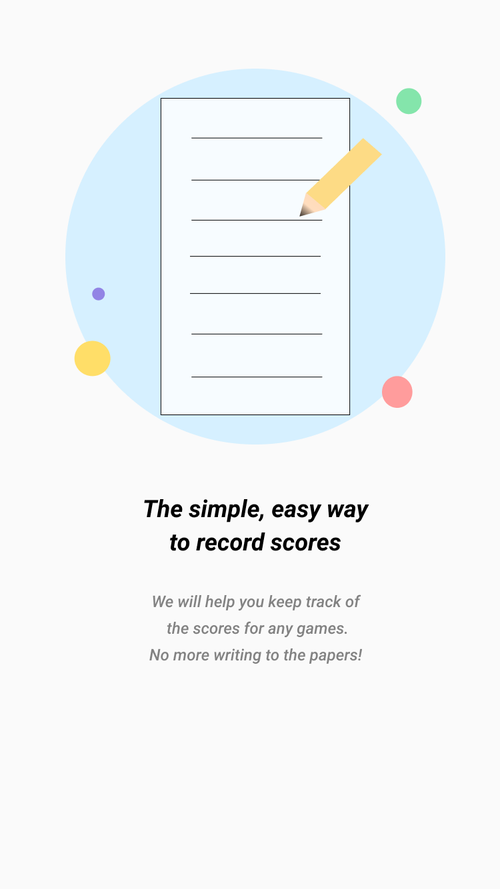 The simple, easy way
to record scores
We will help you keep track of
the scores for any games.
No more writing to the papers!